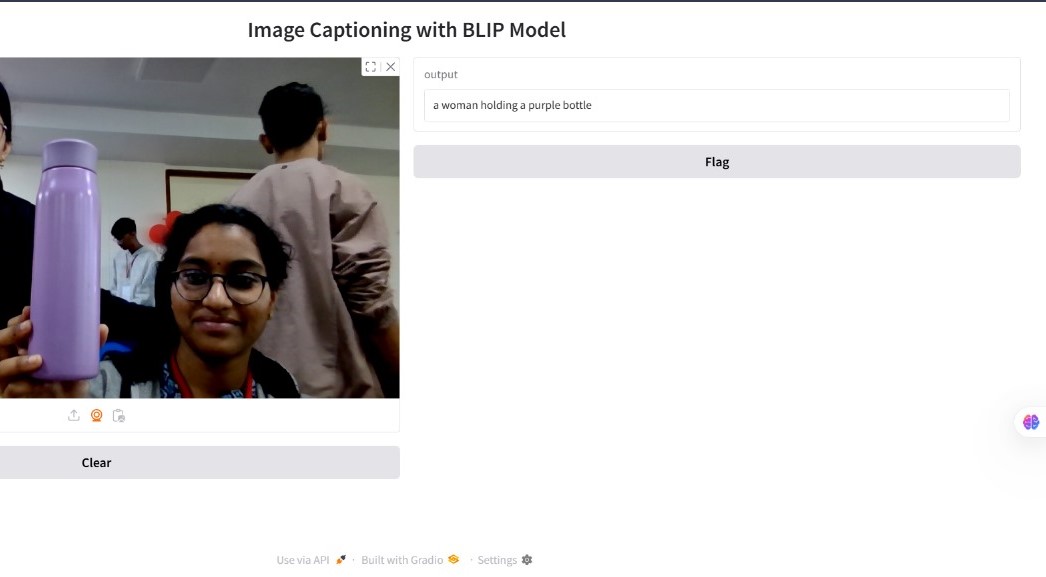 Image Captioning with BLIP Model
output
a woman holding a purple bottle
Flag
Clear
Use via API · Built with Gradio · Settings